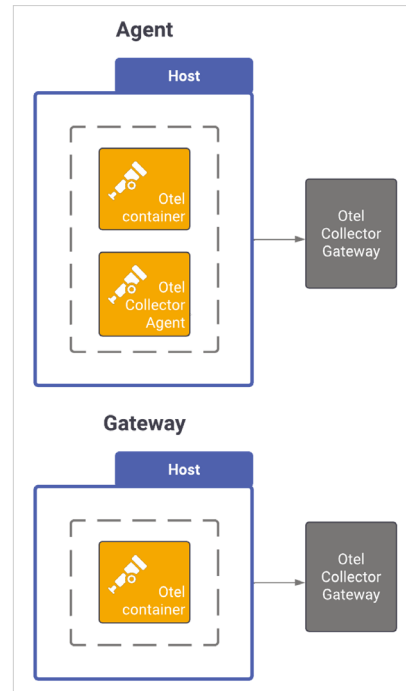 Agent
Host
Otel
container
Otel
Collector
Agent
Otel
Collector
Gateway
Gateway
Host
Otel
container
Otel
Collector
Gateway